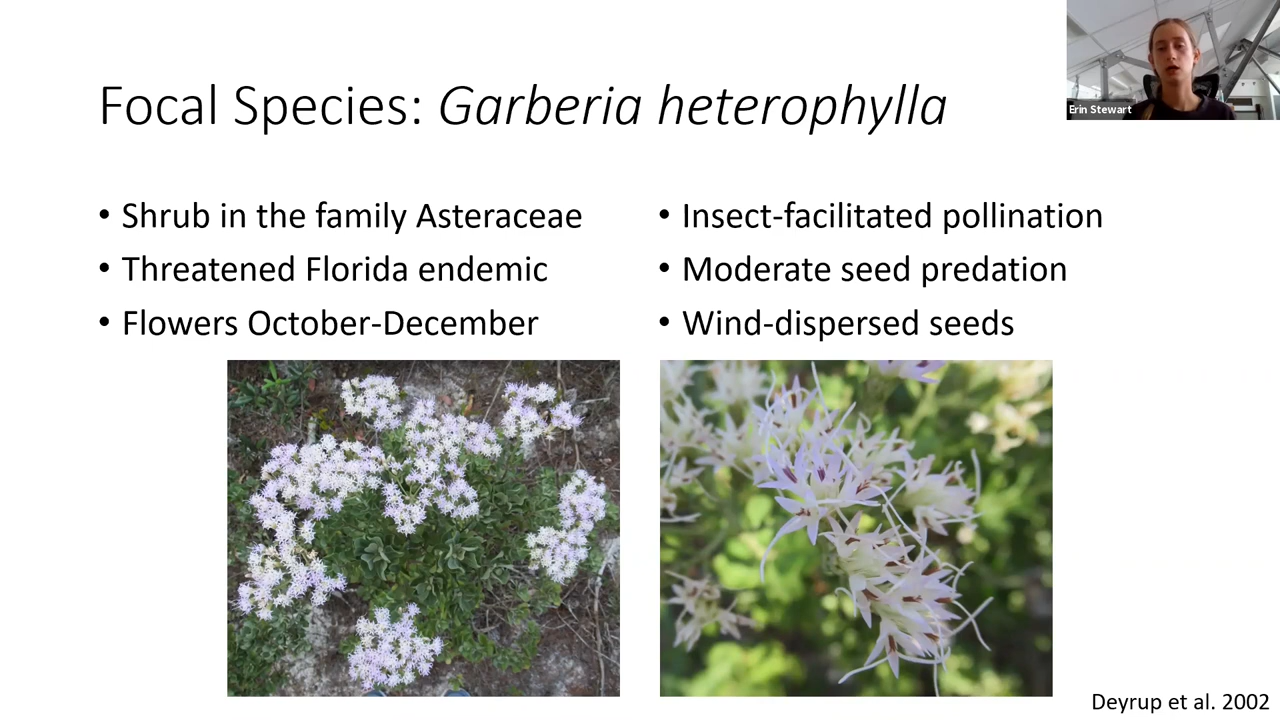 Focal Species: Garberia heterophylla
Erin Stewart
• Shrub in the family Asteraceae
• Threatened Florida endemic
• Flowers October-December
• Insect-facilitated pollination
• Moderate seed predation
• Wind-dispersed seeds
Deyrup et al. 2002